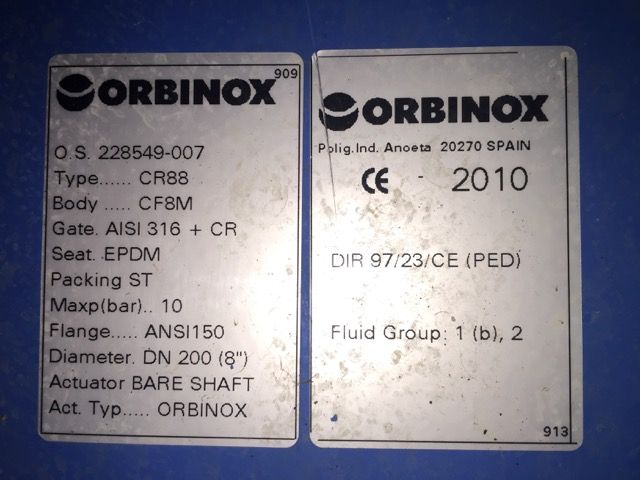 909
ORBINOX
O.S. 228549-007
Type...... CR88
Body ..... CF8M
Gate. AISI 316 + CR
Seat. EPDM
Packing ST
Maxp(bar).. 10
Flange..... ANSI150
Diameter. DN 200 (8")
Actuator BARE SHAFT
Act. Typ..... ORBINOX
ORBINOX
Polig.Ind. Anoeta 20270 SPAIN
CE - 2010
DIR 97/23/CE (PED)
Fluid Group: 1 (b), 2
913